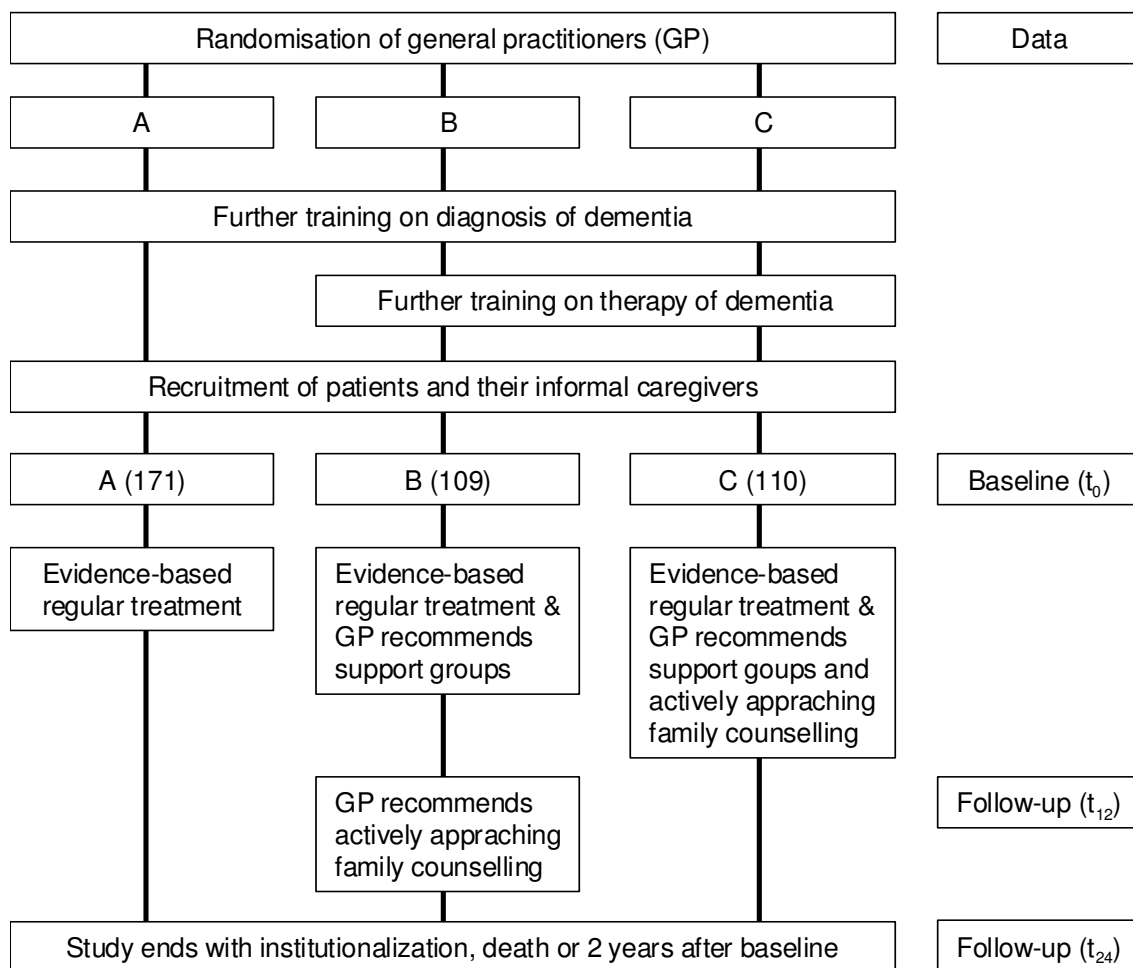 Randomisation of general practitioners (GP)
Data
A
B
C
Further training on diagnosis of dementia
Further training on therapy of dementia
Recruitment of patients and their informal caregivers
A (171)
B (109)
C (110)
Baseline (t₀)
Evidence-based
regular treatment
Evidence-based
regular treatment &
GP recommends
support groups
Evidence-based
regular treatment &
GP recommends
support goups and
actively appraching
family counselling
GP recommends
actively appraching
family counselling
Follow-up (t₁₂)
Study ends with institutionalization, death or 2 years after baseline
Follow-up (t₂₄)